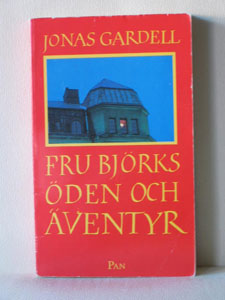 JONAS GARDELL
FRU BJÖRKS
ÖDEN OCH
ÄVENTYR
PAN